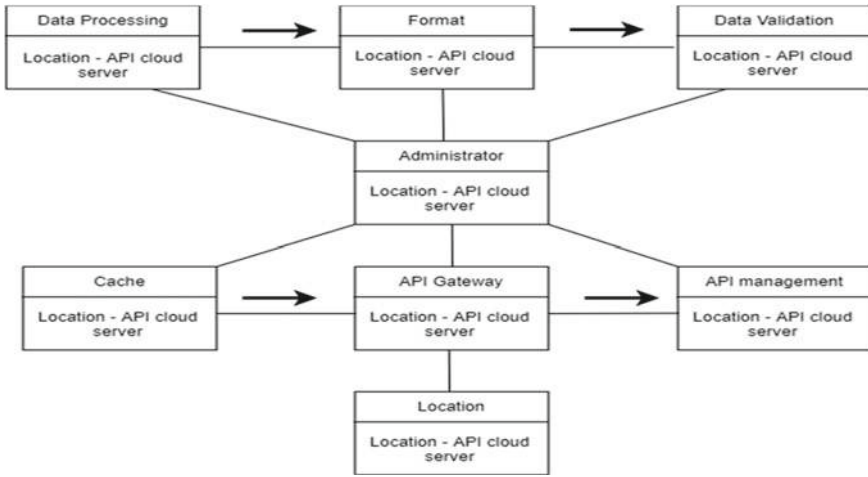 Data Processing
Location - API cloud
server
Format
Location - API cloud
server
Data Validation
Location - API cloud
server
Administrator
Location - API cloud
server
Cache
Location - API cloud
server
API Gateway
Location - API cloud
server
API management
Location - API cloud
server
Location
Location - API cloud
server